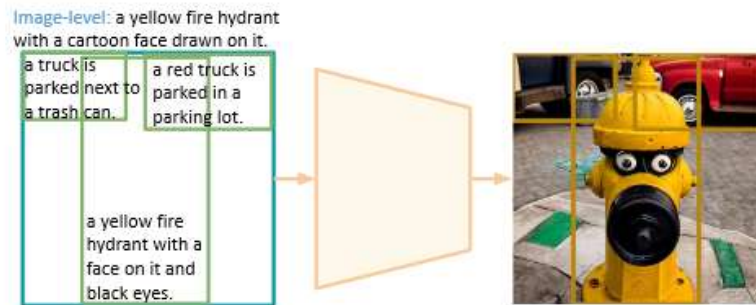 Image-level: a yellow fire hydrant
with a cartoon face drawn on it.
a truck is
parked next to
a trash can.
a red truck is
parked in a
parking lot.
a yellow fire
hydrant with a
face on it and
black eyes.